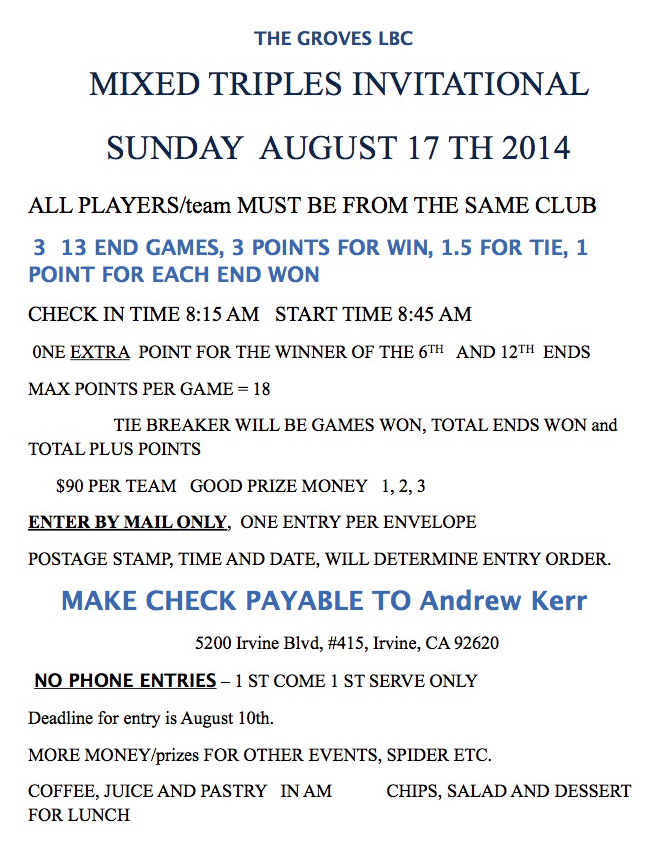 THE GROVES LBC
MIXED TRIPLES INVITATIONAL
SUNDAY AUGUST 17 TH 2014
ALL PLAYERS/team MUST BE FROM THE SAME CLUB
3 13 END GAMES, 3 POINTS FOR WIN, 1.5 FOR TIE, 1
POINT FOR EACH END WON
CHECK IN TIME 8:15 AM START TIME 8:45 AM
0NE EXTRA POINT FOR THE WINNER OF THE 6TH AND 12TH ENDS
MAX POINTS PER GAME = 18
TIE BREAKER WILL BE GAMES WON, TOTAL ENDS WON and
TOTAL PLUS POINTS
$90 PER TEAM GOOD PRIZE MONEY 1, 2, 3
ENTER BY MAIL ONLY, ONE ENTRY PER ENVELOPE
POSTAGE STAMP, TIME AND DATE, WILL DETERMINE ENTRY ORDER.
MAKE CHECK PAYABLE TO Andrew Kerr
5200 Irvine Blvd, #415, Irvine, CA 92620
NO PHONE ENTRIES – 1 ST COME 1 ST SERVE ONLY
Deadline for entry is August 10th.
MORE MONEY/prizes FOR OTHER EVENTS, SPIDER ETC.
COFFEE, JUICE AND PASTRY IN AM CHIPS, SALAD AND DESSERT
FOR LUNCH